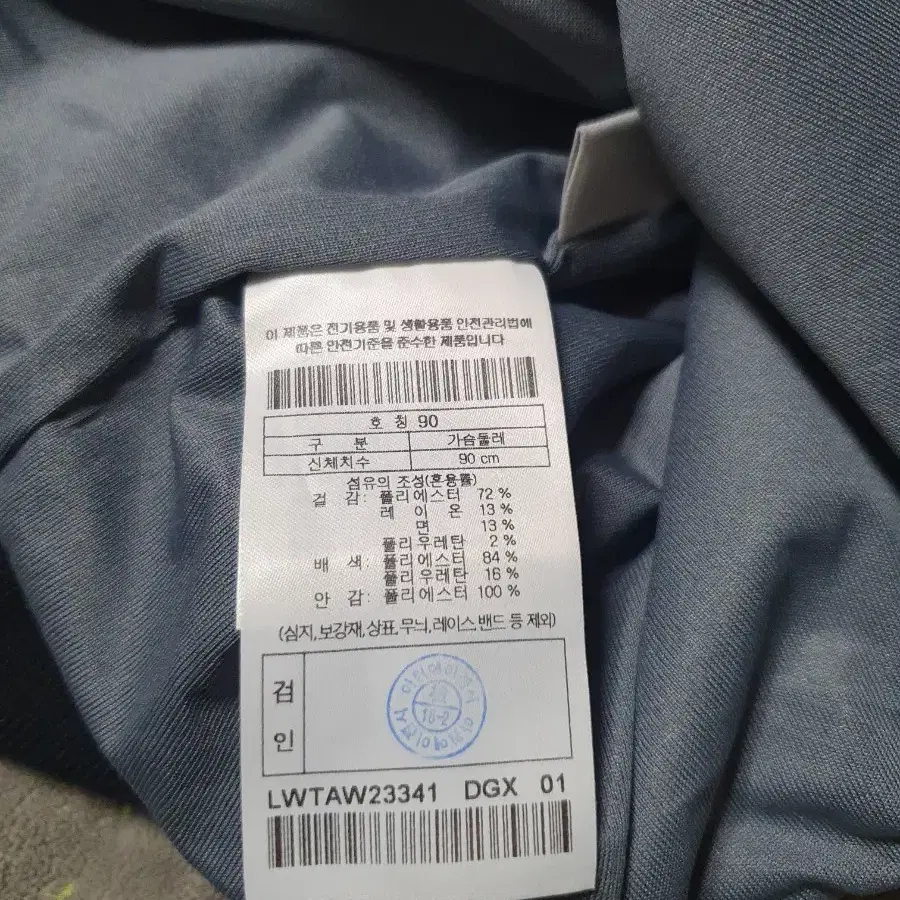 이 제품은 전기용품 및 생활용품 안전관리법에
따른 안전기준을 준수한 제품입니다
호 칭 90
구 분 가슴둘레
신체치수 90 cm
섬유의 조성(혼용률)
겉 감: 폴리에스터 72 %
레 이 온 13 %
면 13 %
폴리우레탄 2 %
배 색: 폴리에스터 84 %
폴리우레탄 16 %
안 감: 폴리에스터 100 %
(심지,보강재,상표,무늬,레이스,밴드 등 제외)
검
인
LWTAW23341 DGX 01